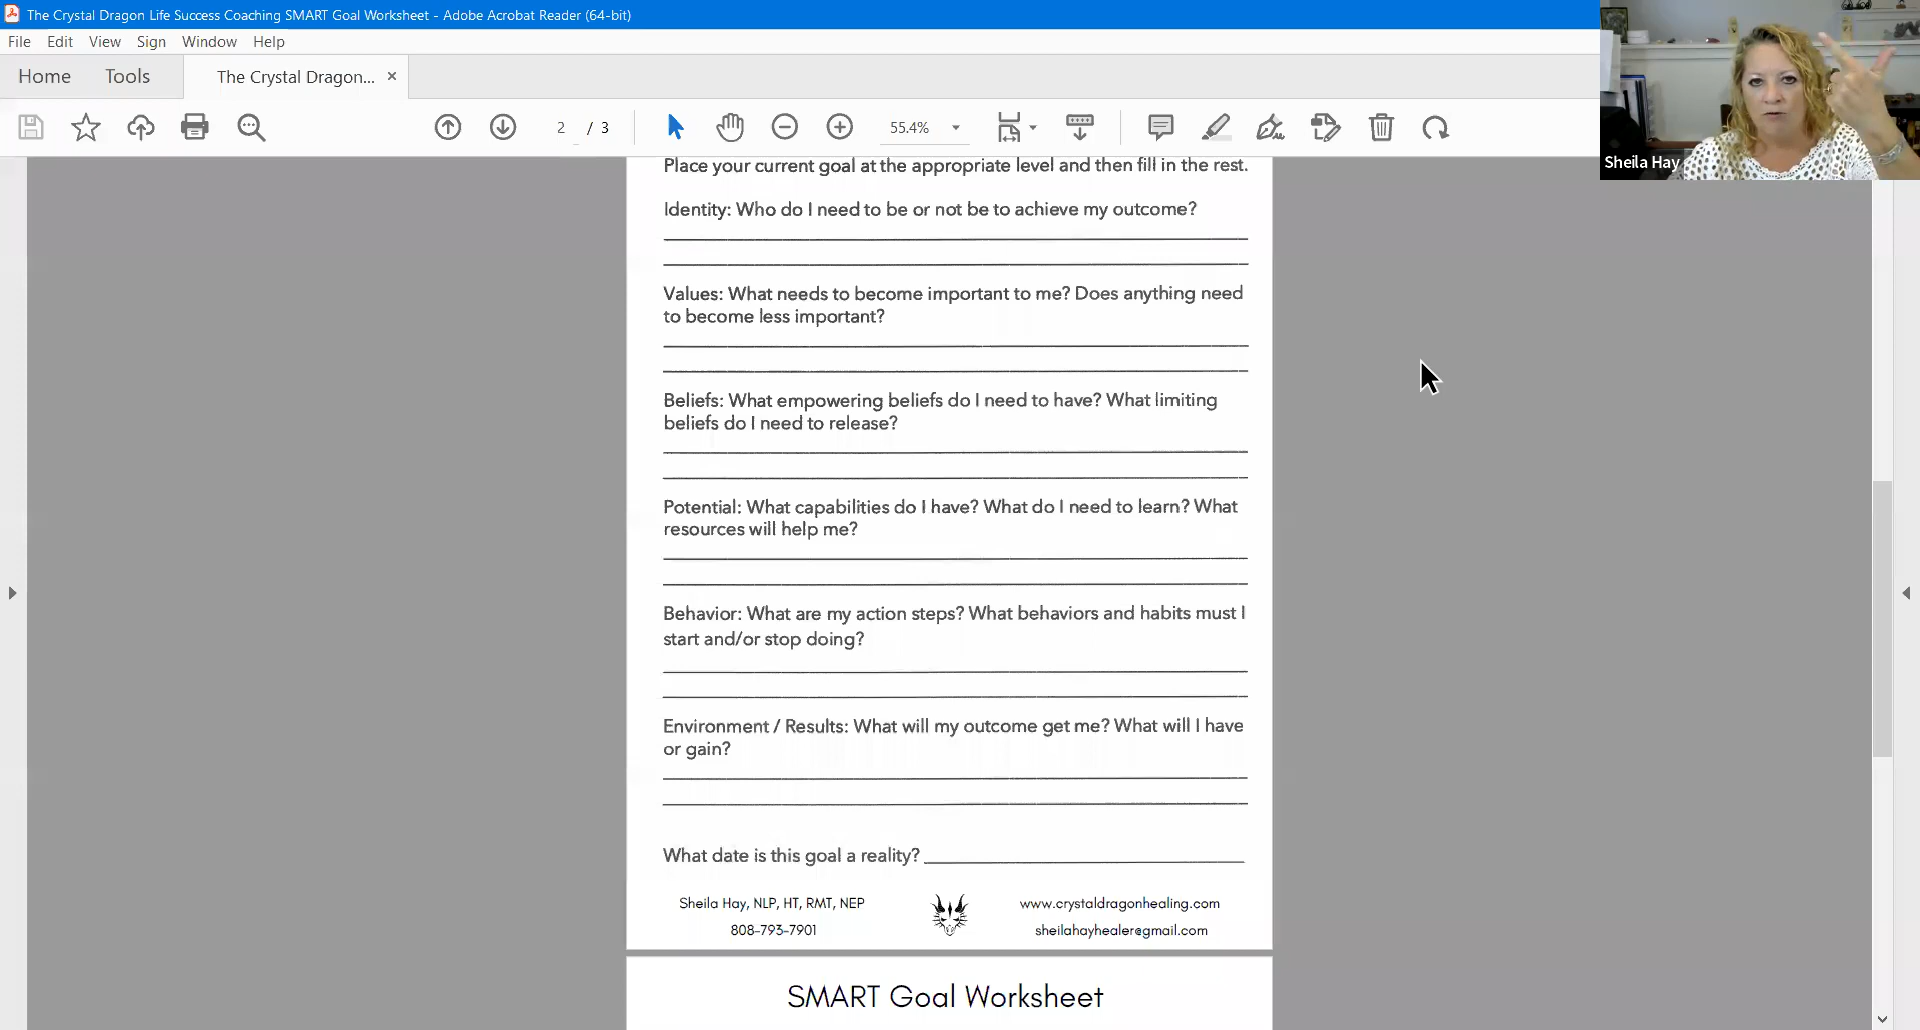 The Crystal Dragon Life Success Coaching SMART Goal Worksheet - Adobe Acrobat Reader (64-bit)
File Edit View Sign Window Help
Home Tools The Crystal Dragon... ×
2 / 3 55.4%
Sheila Hay
Place your current goal at the appropriate level and then fill in the rest.
Identity: Who do I need to be or not be to achieve my outcome?
Values: What needs to become important to me? Does anything need
to become less important?
Beliefs: What empowering beliefs do I need to have? What limiting
beliefs do I need to release?
Potential: What capabilities do I have? What do I need to learn? What
resources will help me?
Behavior: What are my action steps? What behaviors and habits must I
start and/or stop doing?
Environment / Results: What will my outcome get me? What will I have
or gain?
What date is this goal a reality?
Sheila Hay, NLP, HT, RMT, NEP
808-793-7901
www.crystaldragonhealing.com
sheilahayhealer@gmail.com
SMART Goal Worksheet